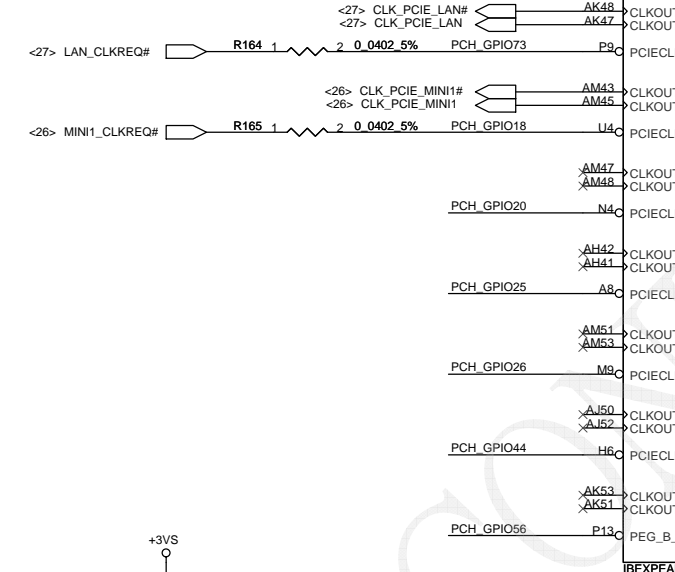 <27> CLK_PCIE_LAN# AK48 CLKOUT
<27> CLK_PCIE_LAN AK47 CLKOUT
<27> LAN_CLKREQ# R164 1 2 0_0402_5% PCH_GPIO73 P9 PCIECL
<26> CLK_PCIE_MINI1# AM43 CLKOUT
<26> CLK_PCIE_MINI1 AM45 CLKOUT
<26> MINI1_CLKREQ# R165 1 2 0_0402_5% PCH_GPIO18 U4 PCIECL
AM47 CLKOUT
AM48 CLKOUT
PCH_GPIO20 N4 PCIECL
AH42 CLKOUT
AH41 CLKOUT
PCH_GPIO25 A8 PCIECL
AM51 CLKOUT
AM53 CLKOUT
PCH_GPIO26 M9 PCIECL
AJ50 CLKOUT
AJ52 CLKOUT
PCH_GPIO44 H6 PCIECL
AK53 CLKOUT
AK51 CLKOUT
PCH_GPIO56 P13 PEG_B_
+3VS
IBEXPEA